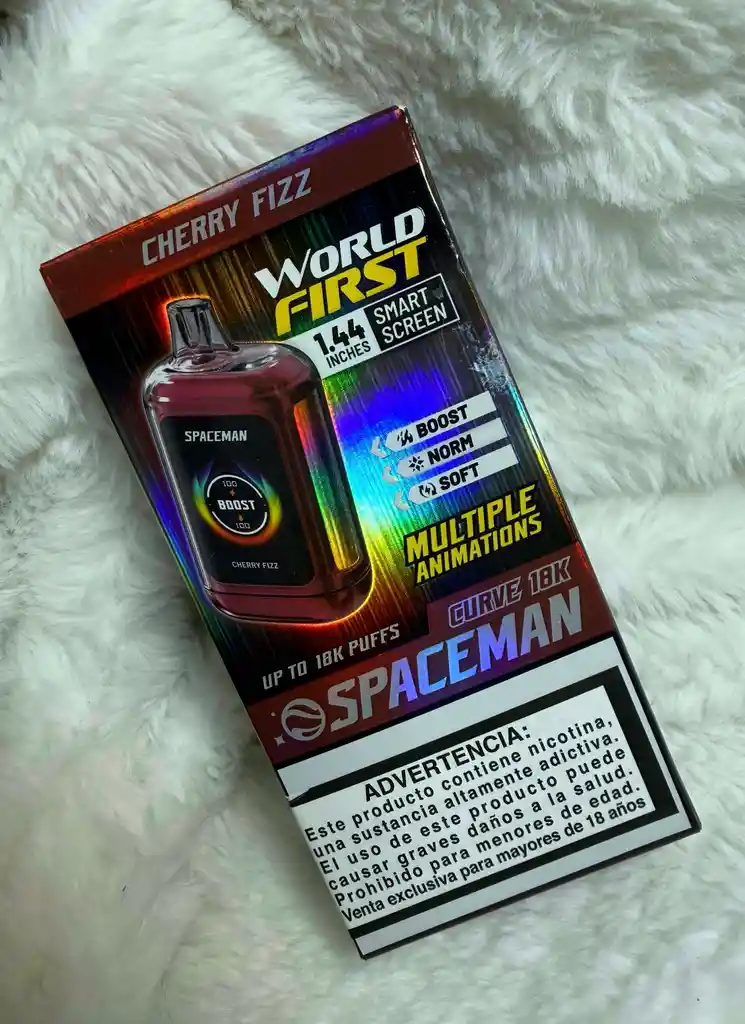 CHERRY FIZZ
WORLD
FIRST
1.44
INCHES
SMART
SCREEN
SPACEMAN
100
BOOST
100
CHERRY FIZZ
BOOST
NORM
SOFT
MULTIPLE
ANIMATIONS
UP TO 18K PUFFS
CURVE 18K
SPACEMAN
ADVERTENCIA:
Este producto contiene nicotina,
una sustancia altamente adictiva.
El uso de este producto puede
causar graves daños a la salud.
Prohibido para menores de edad.
Venta exclusiva para mayores de 18 años